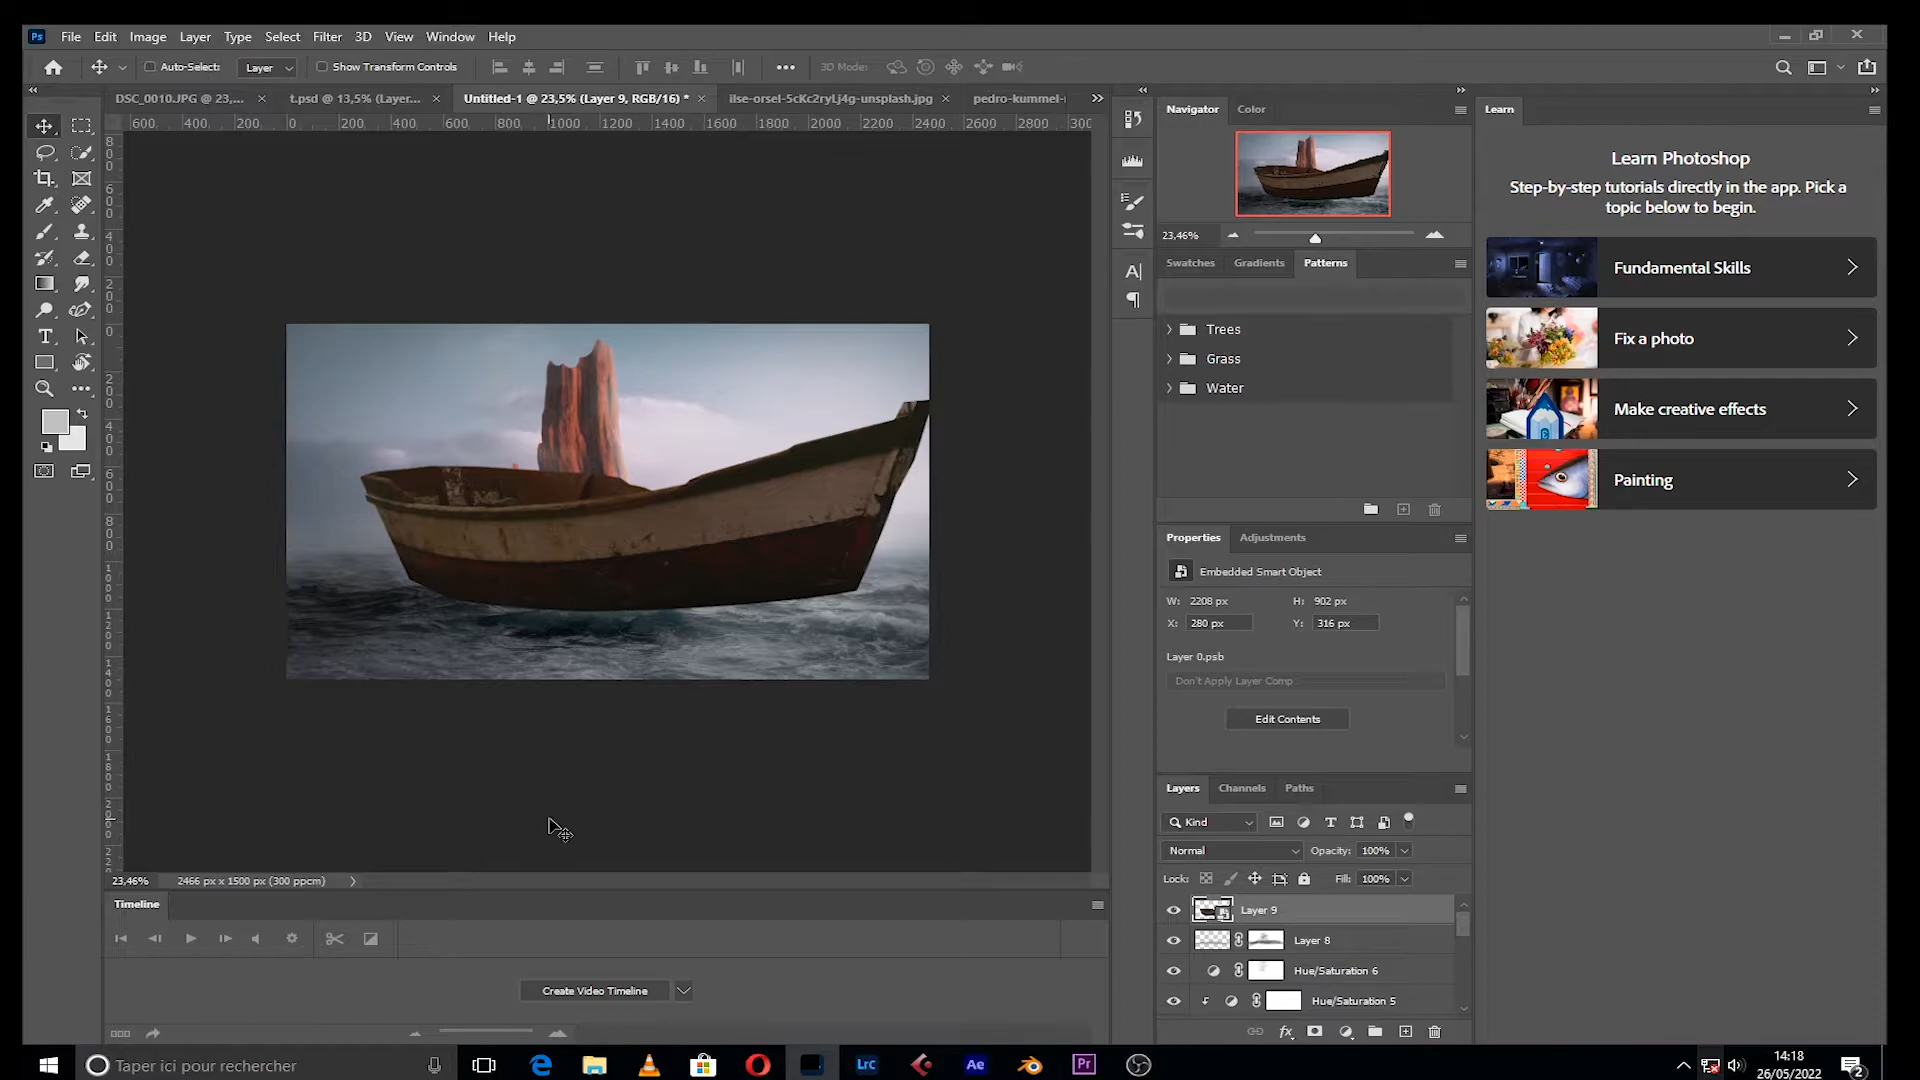 Ps File Edit Image Layer Type Select Filter 3D View Window Help
Auto-Select: Layer Show Transform Controls 3D Mode:
DSC_0010.JPG @ 23,... t.psd @ 13,5% (Layer... Untitled-1 @ 23,5% (Layer 9, RGB/16) * ilse-orsel-5cKc2ryLj4g-unsplash.jpg pedro-kummel-
600 400 200 0 200 400 600 800 1000 1200 1400 1600 1800 2000 2200 2400 2600 2800 300
Navigator Color
23,46%
Swatches Gradients Patterns
Trees
Grass
Water
Properties Adjustments
Embedded Smart Object
W: 2208 px H: 902 px
X: 280 px Y: 316 px
Layer 0.psb
Don't Apply Layer Comp
Edit Contents
Layers Channels Paths
Kind
Normal Opacity: 100%
Lock: Fill: 100%
Layer 9
Layer 8
Hue/Saturation 6
Hue/Saturation 5
fx
Learn
Learn Photoshop
Step-by-step tutorials directly in the app. Pick a
topic below to begin.
Fundamental Skills
Fix a photo
Make creative effects
Painting
23,46% 2466 px x 1500 px (300 ppcm)
Timeline
Create Video Timeline
Taper ici pour rechercher
Lrc Ae Pr
14:18
26/05/2022
2